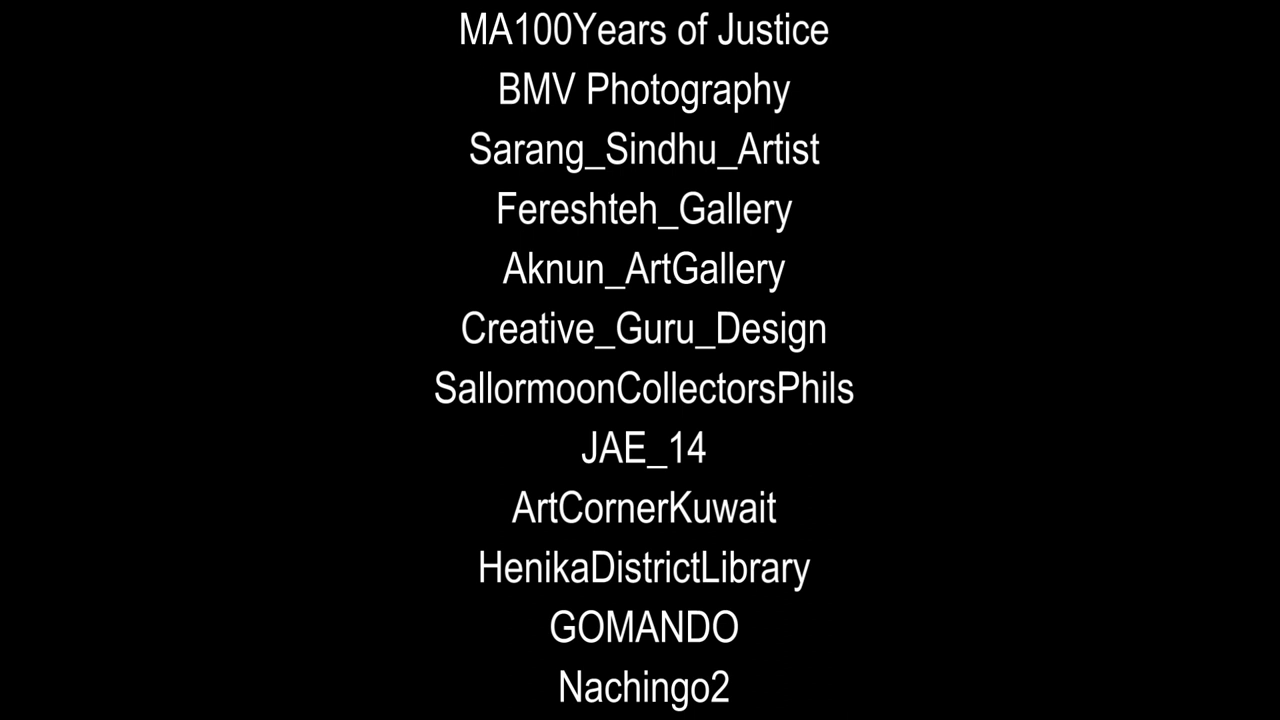 MA100Years of Justice
BMV Photography
Sarang_Sindhu_Artist
Fereshteh_Gallery
Aknun_ArtGallery
Creative_Guru_Design
SallormoonCollectorsPhils
JAE_14
ArtCornerKuwait
HenikaDistrictLibrary
GOMANDO
Nachingo2